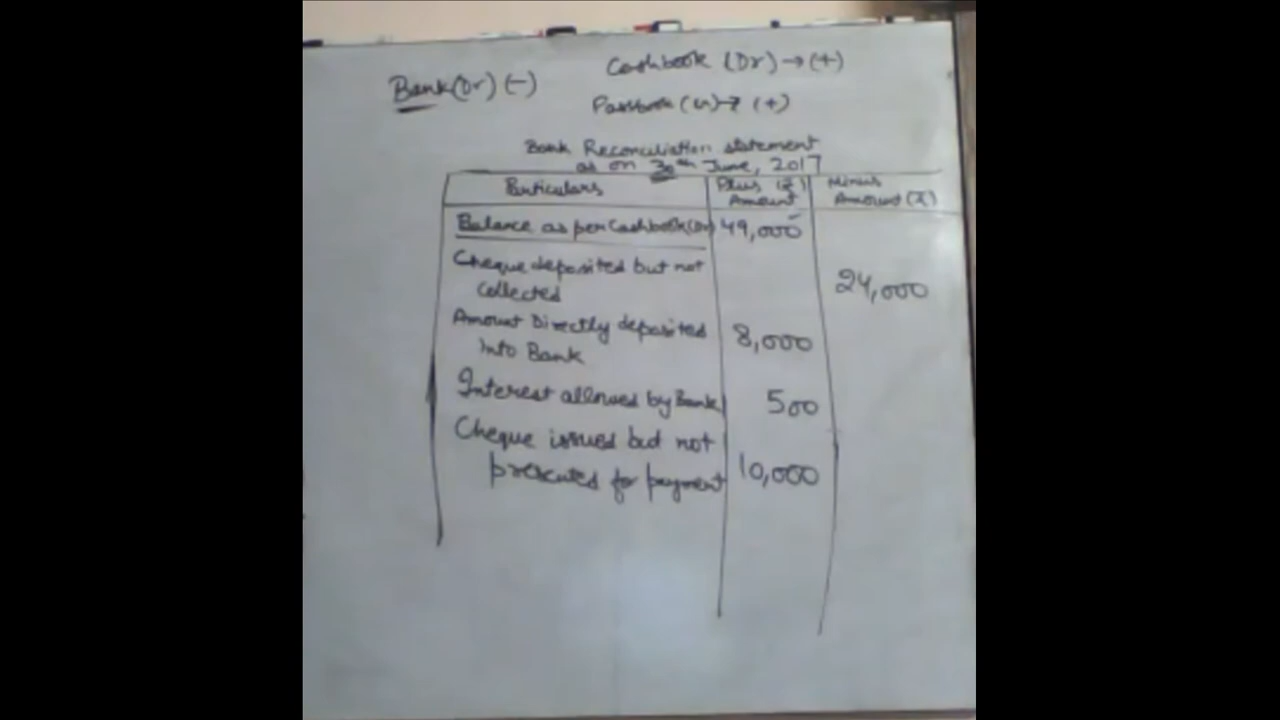 Bank (Dr) (-)
Cashbook (Dr) → (+)
Passbook (Cr) → (+)
Bank Reconciliation statement
as on 30th June, 2017
Particulars Plus (₹) Amount Minus Amount (₹)
Balance as per Cashbook (Dr) 49,000
Cheque deposited but not
collected 24,000
Amount Directly deposited
into Bank 8,000
Interest allowed by Bank 500
Cheque issued but not
presented for payment 10,000